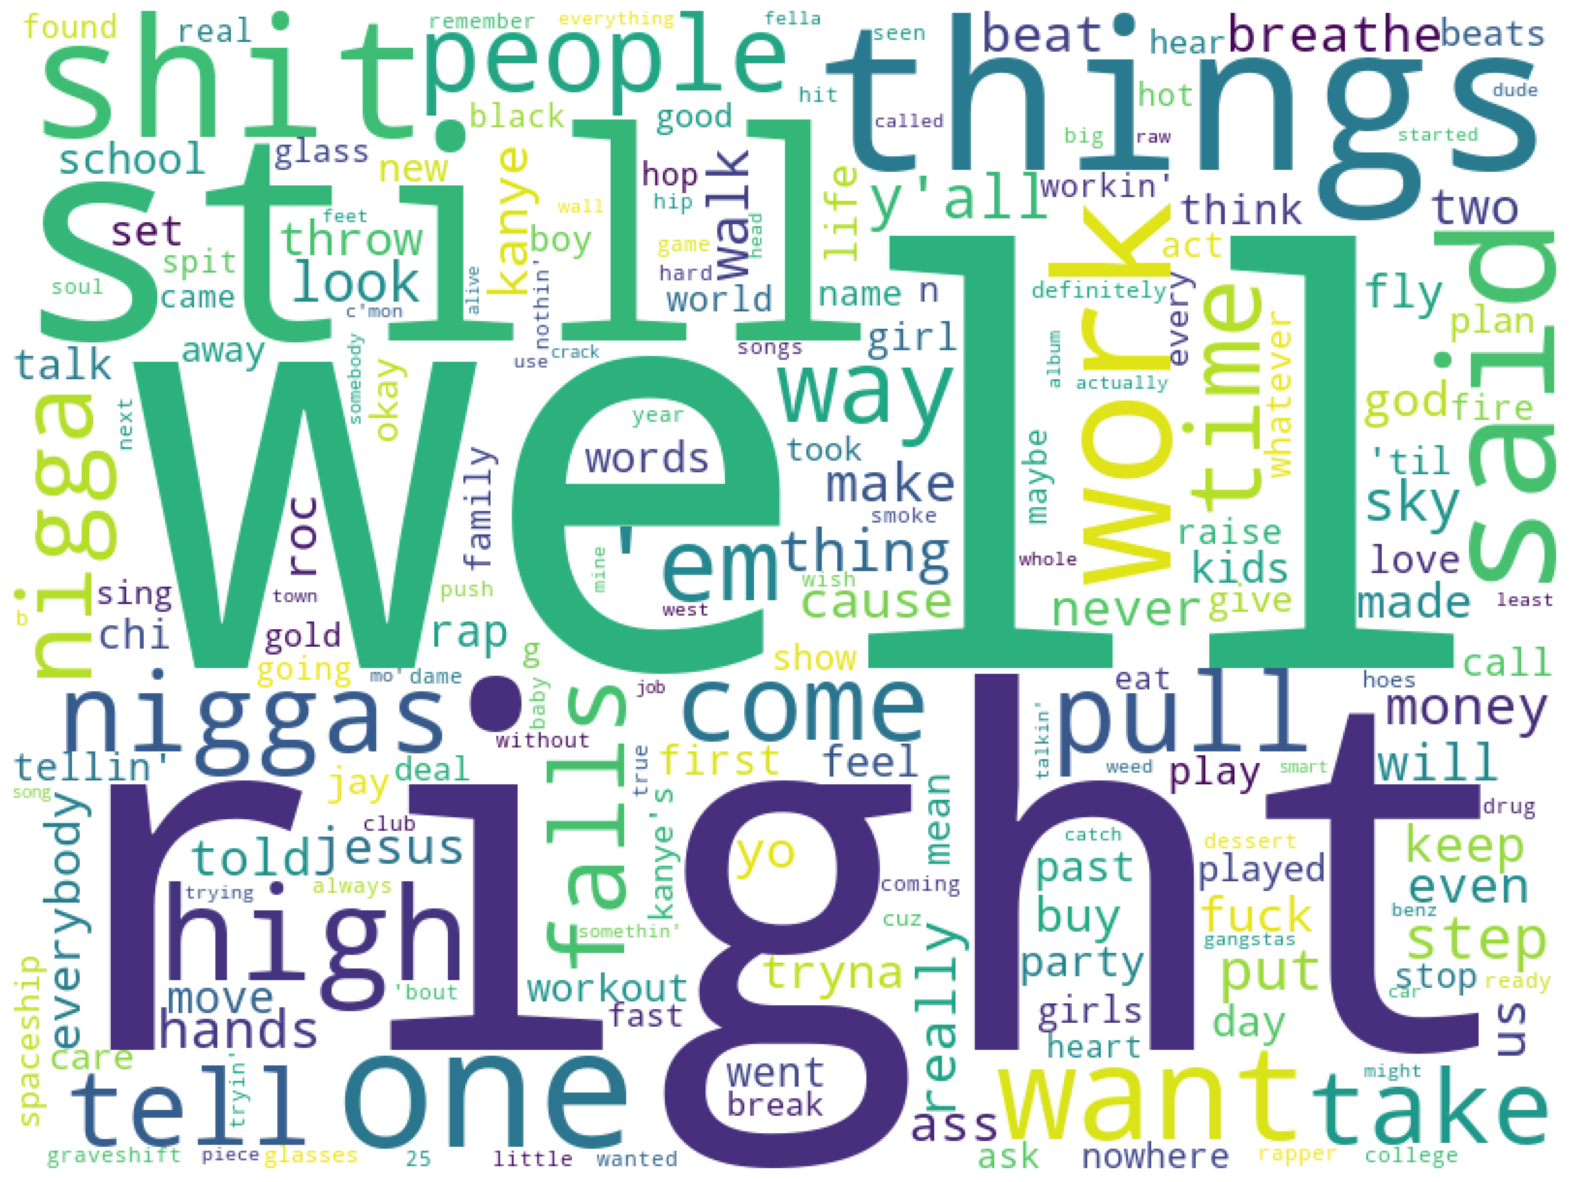 found real remember everything fella seen beat hear breathe beats
shit people things
hit hot dude
black good called big raw started
school glass new kanye hop walk life y'all workin' think two
still
set throw feet hip wall boy game head work act said
soul spit came look c'mon alive nothin' hard world name n definitely every time fly plan
talk away somebody okay use crack songs girl album actually whatever god fire
nigga next year way
well
words took maybe 'til
roc family 'em thing make smoke raise sky
sing town push mine wish whole kids love
b chi gold rap west cause never give made least
going mo' dame g show call
niggas baby job come pull eat hoes money
without falls
tellin' jay deal true first feel talkin' weed play smart will
song everybody club kanye's mean drug
right
told jesus yo catch dessert keep
high trying always coming past played even
somethin' cuz really buy fuck benz step
spaceship move 'bout workout tryna party gangstas put stop car ready
hands fast girls day us
care tryin' heart
tell one went want might take
break ass
graveshift piece glasses 25 little wanted ask nowhere rapper college